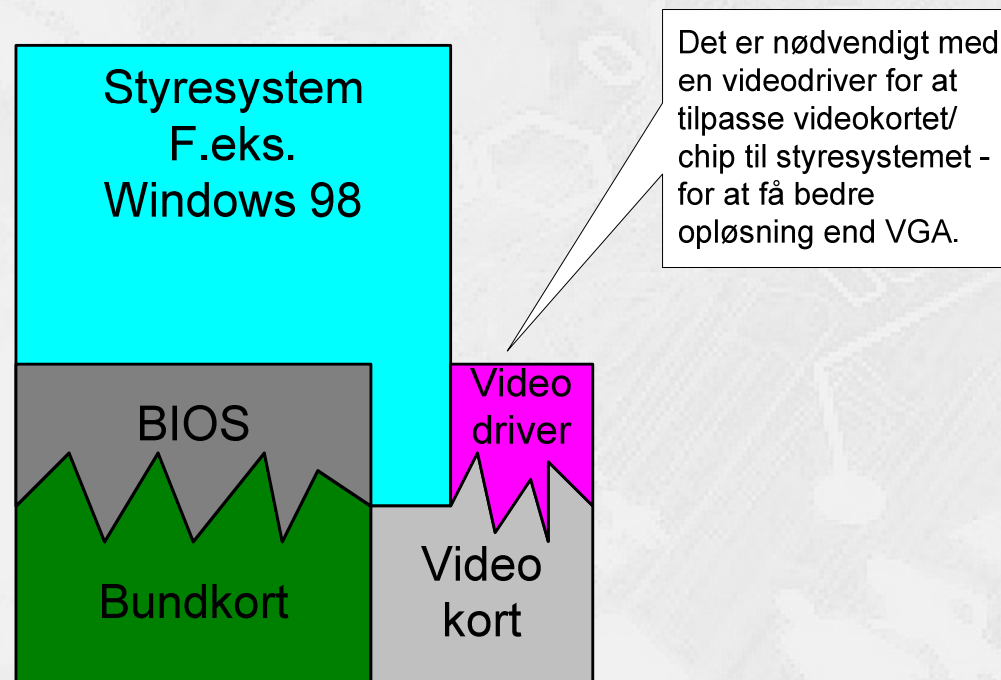 Styresystem
F.eks.
Windows 98
Det er nødvendigt med
en videodriver for at
tilpasse videokortet/
chip til styresystemet -
for at få bedre
opløsning end VGA.
BIOS
Video
driver
Bundkort
Video
kort